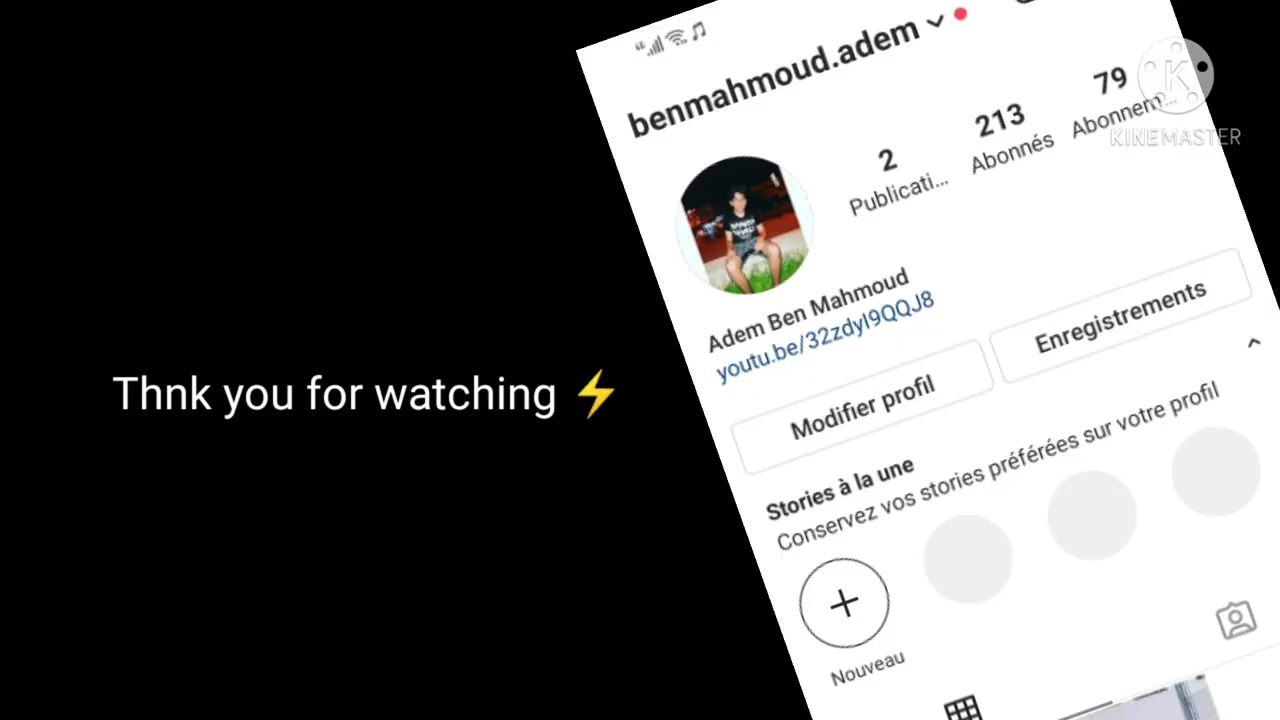 benmahmoud.adem
2
Publicati...
213
Abonnés
79
Abonnem...
KINEMASTER
Adem Ben Mahmoud
youtu.be/32zdyI9QQJ8
Modifier profil
Enregistrements
Thnk you for watching ⚡
Stories à la une
Conservez vos stories préférées sur votre profil
Nouveau